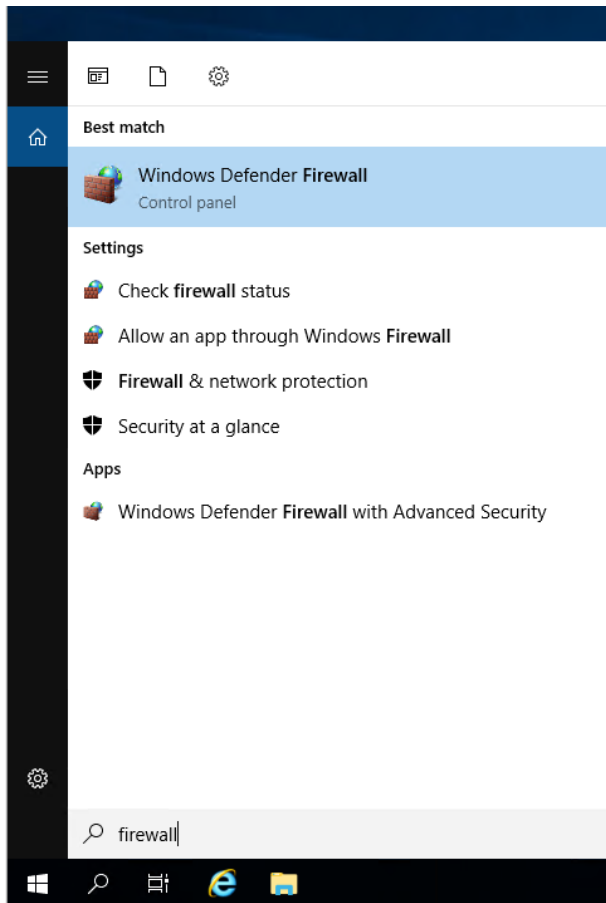 Best match
Windows Defender Firewall
Control panel
Settings
Check firewall status
Allow an app through Windows Firewall
Firewall & network protection
Security at a glance
Apps
Windows Defender Firewall with Advanced Security
firewall